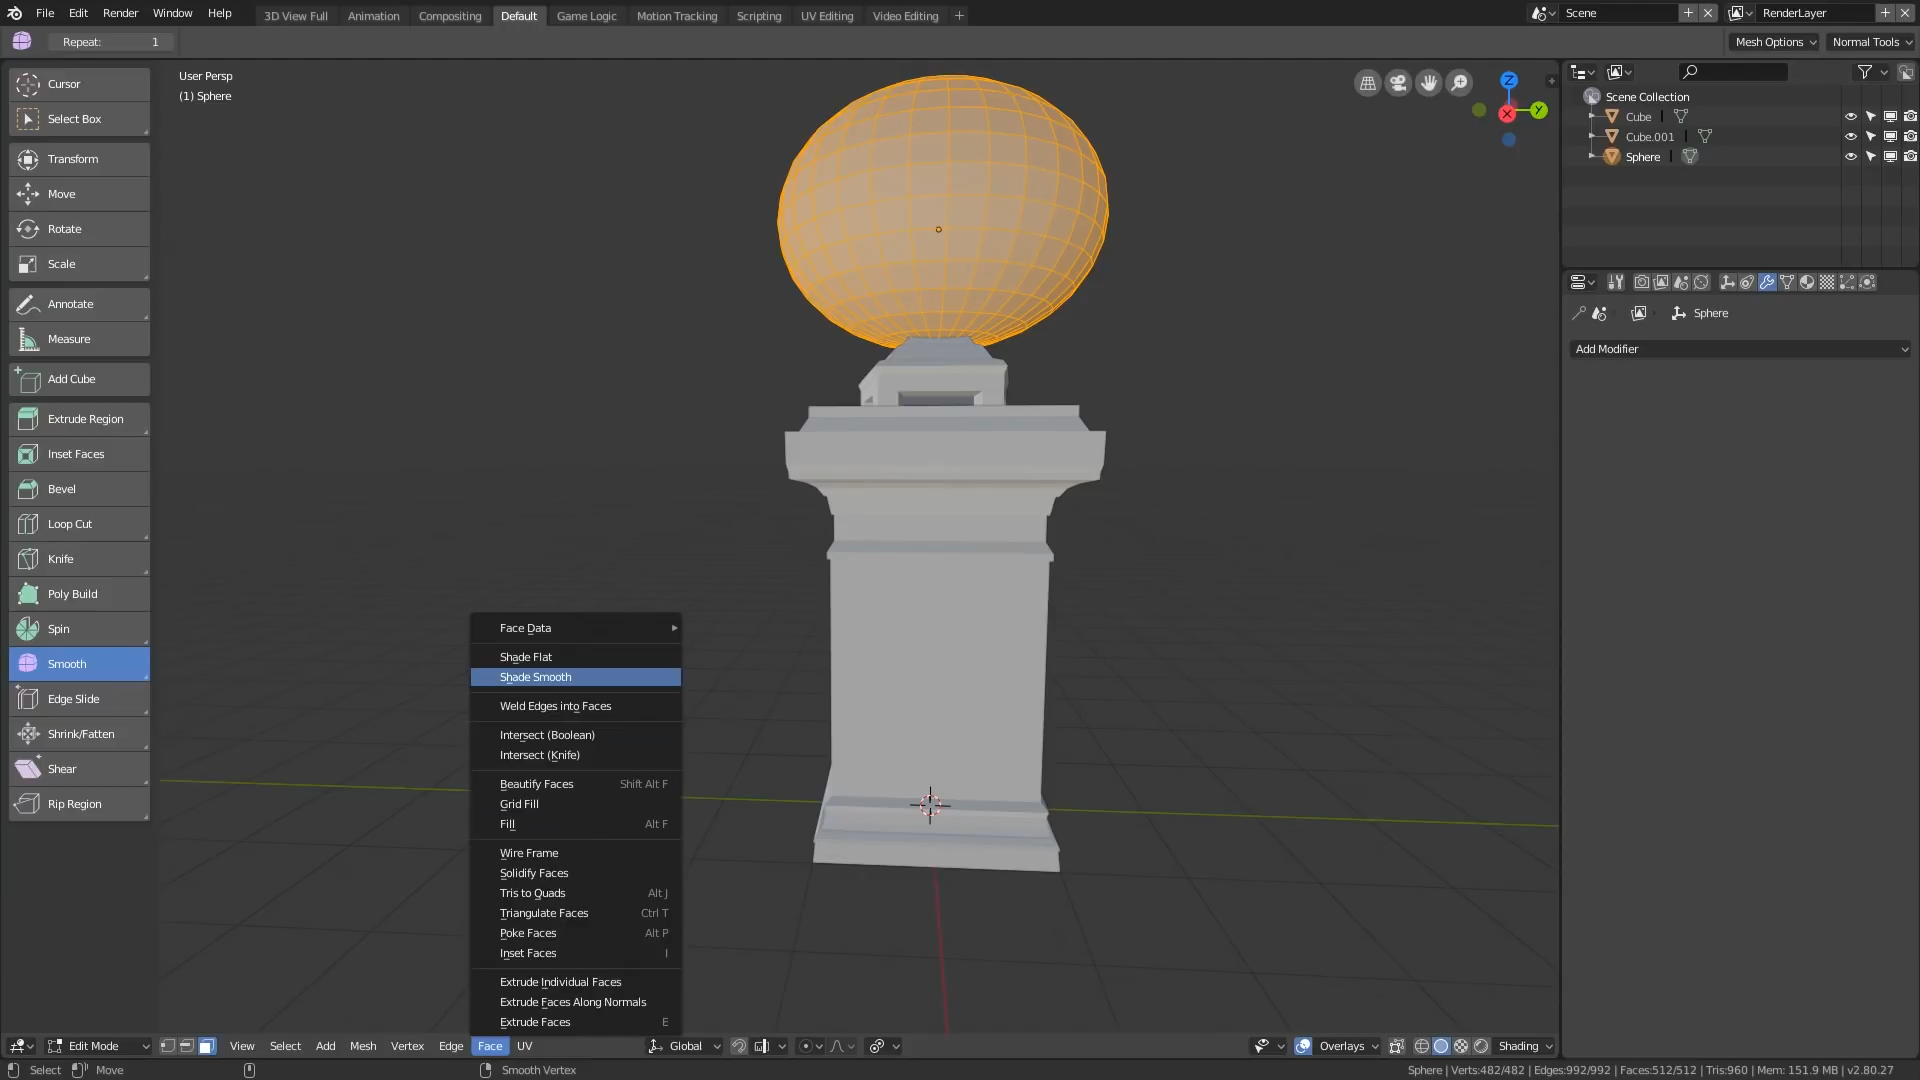 File Edit Render Window Help 3D View Full Animation Compositing Default Game Logic Motion Tracking Scripting UV Editing Video Editing Scene RenderLayer
Repeat: 1 Mesh Options Normal Tools
User Persp
(1) Sphere
Cursor
Select Box
Transform
Move
Rotate
Scale
Annotate
Measure
Add Cube
Extrude Region
Inset Faces
Bevel
Loop Cut
Knife
Poly Build
Spin
Smooth
Edge Slide
Shrink/Fatten
Shear
Rip Region
Z
X
Y
Scene Collection
Cube
Cube.001
Sphere
Sphere
Add Modifier
Face Data
Shade Flat
Shade Smooth
Weld Edges into Faces
Intersect (Boolean)
Intersect (Knife)
Beautify Faces Shift Alt F
Grid Fill
Fill Alt F
Wire Frame
Solidify Faces
Tris to Quads Alt J
Triangulate Faces Ctrl T
Poke Faces Alt P
Inset Faces I
Extrude Individual Faces
Extrude Faces Along Normals
Extrude Faces E
Edit Mode View Select Add Mesh Vertex Edge Face UV Global Overlays Shading
Select Move Smooth Vertex Sphere | Verts:482/482 | Edges:992/992 | Faces:512/512 | Tris:960 | Mem: 151.9 MB | v2.80.27